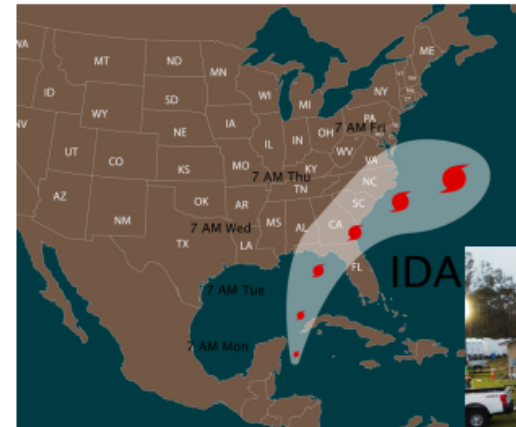 WA
MT
ND
MN
ME
ID
SD
WI
MI
NY
WY
IA
PA
NV
NE
OH
7 AM Fri
IL
IN
UT
CO
WV
VA
KS
MO
KY
7 AM Thu
NC
TN
AZ
OK
AR
SC
NM
MS
AL
CA
7 AM Wed
TX
LA
FL
IDA
7 AM Tue
7 AM Mon